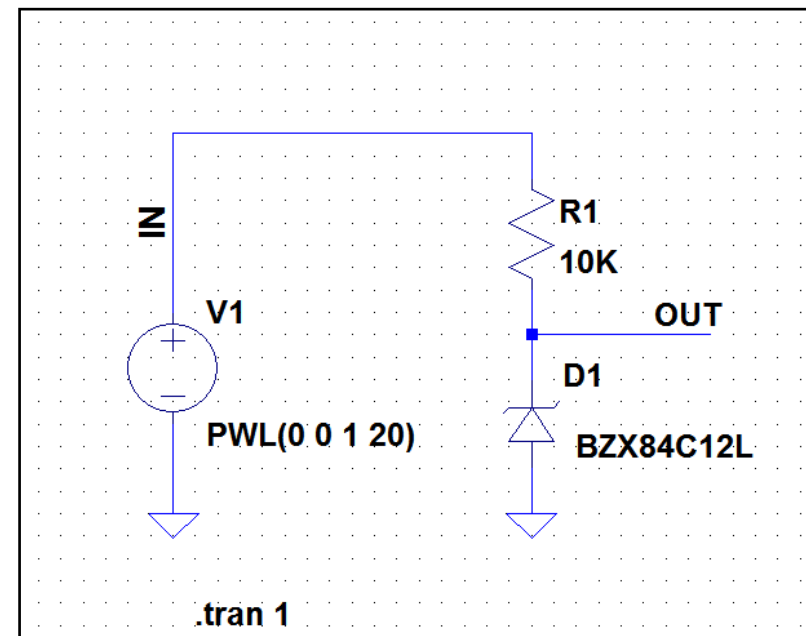 IN
R1
10K
V1
OUT
D1
PWL(0 0 1 20)
BZX84C12L
.tran 1